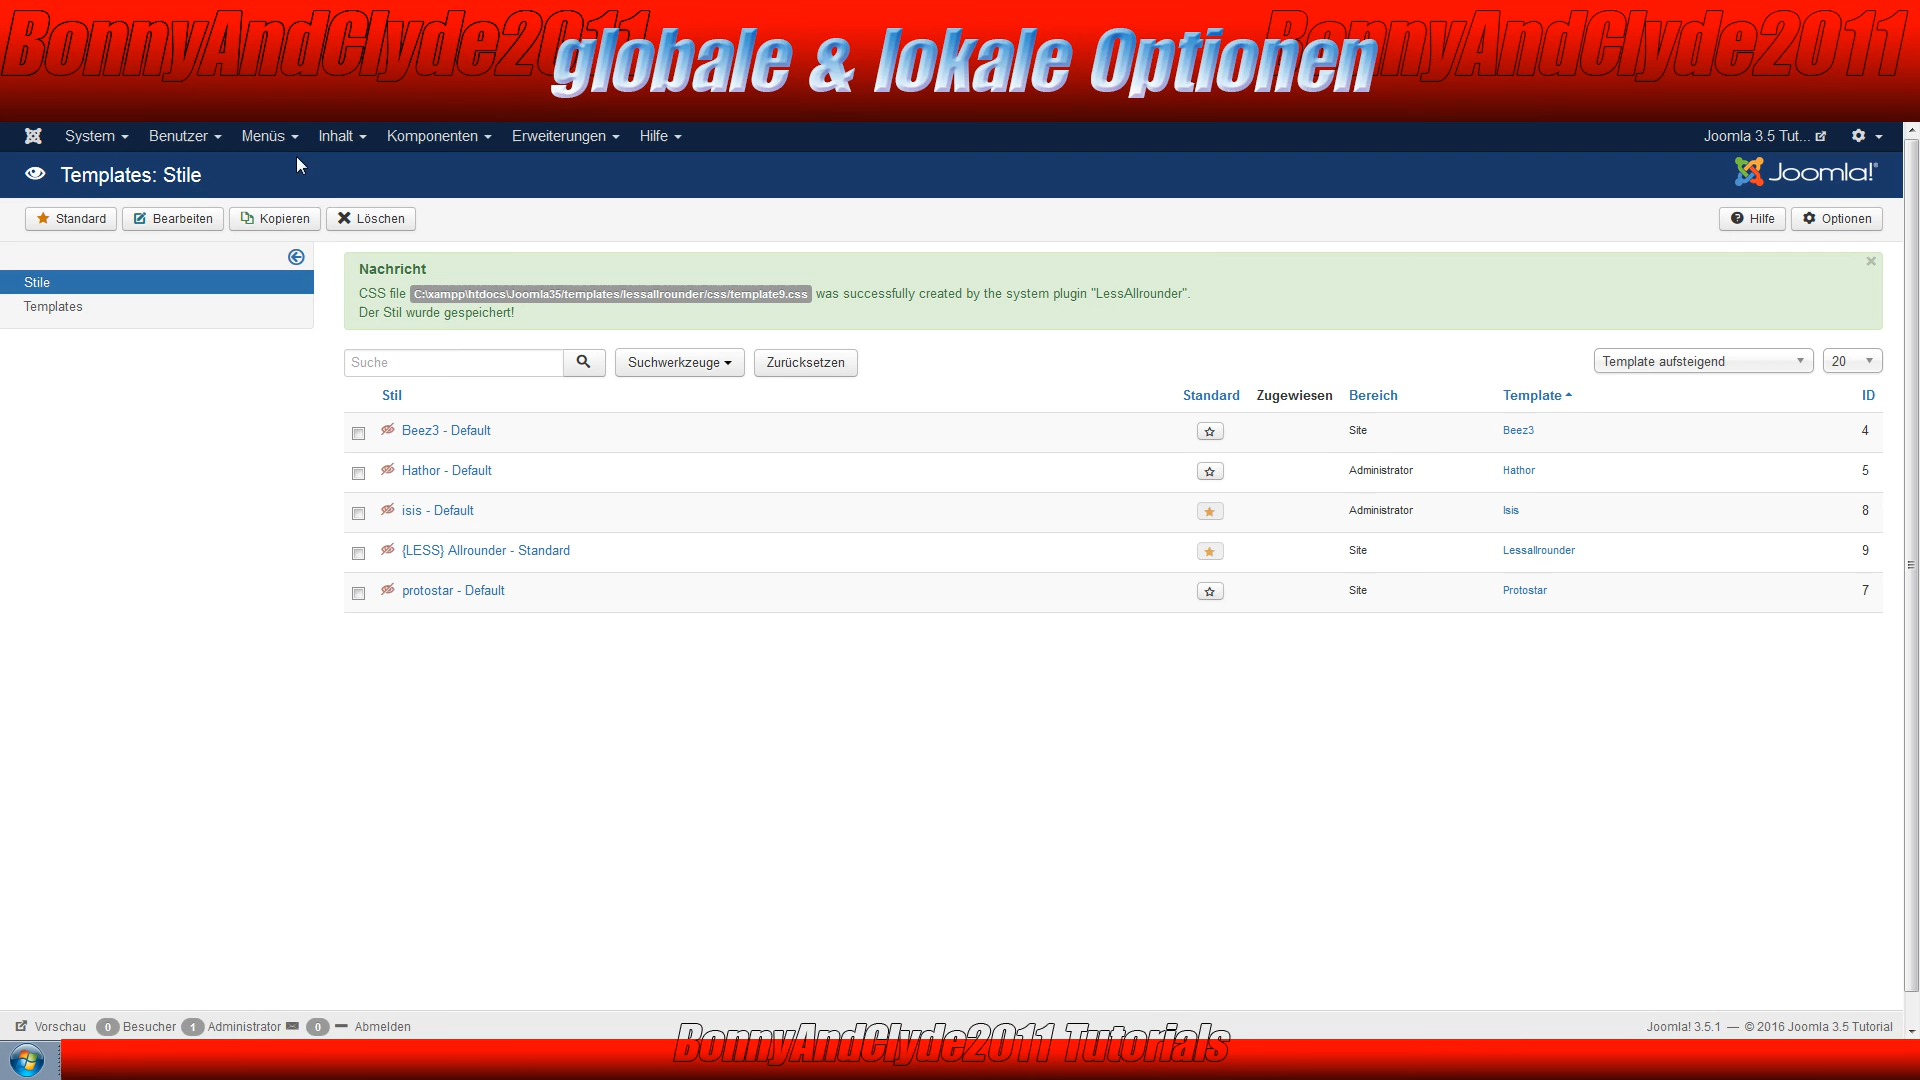 BonnyAndClyde2011 globale & lokale Optionen BonnyAndClyde2011
System Benutzer Menüs Inhalt Komponenten Erweiterungen Hilfe Joomla 3.5 Tut...
Templates: Stile Joomla!®
Standard Bearbeiten Kopieren Löschen Hilfe Optionen
Stile
Templates
Nachricht
CSS file C:\xampp\htdocs\Joomla35/templates/lessallrounder/css/template9.css was successfully created by the system plugin "LessAllrounder".
Der Stil wurde gespeichert!
Suche Suchwerkzeuge Zurücksetzen Template aufsteigend 20
Stil Standard Zugewiesen Bereich Template ID
Beez3 - Default Site Beez3 4
Hathor - Default Administrator Hathor 5
isis - Default Administrator Isis 8
{LESS} Allrounder - Standard Site Lessallrounder 9
protostar - Default Site Protostar 7
Vorschau 0 Besucher 1 Administrator 0 Abmelden Joomla! 3.5.1 — © 2016 Joomla 3.5 Tutorial
BonnyAndClyde2011 Tutorials